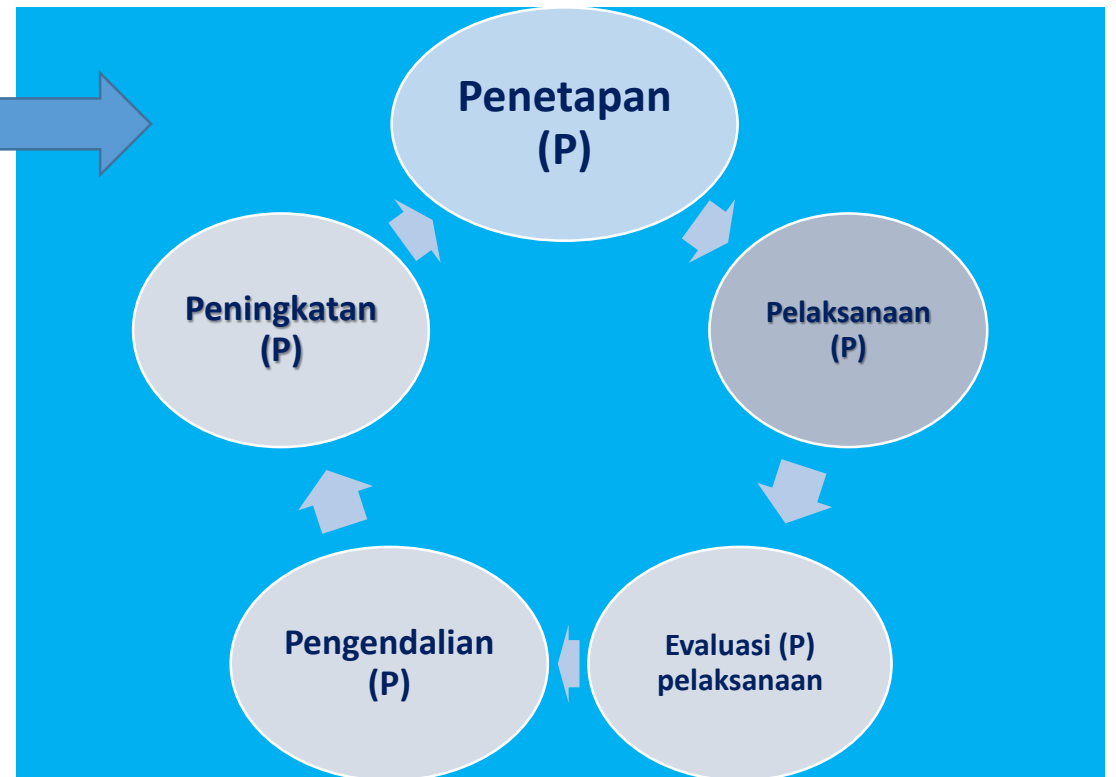 Penetapan
(P)
Pelaksanaan
(P)
Evaluasi (P)
pelaksanaan
Pengendalian
(P)
Peningkatan
(P)